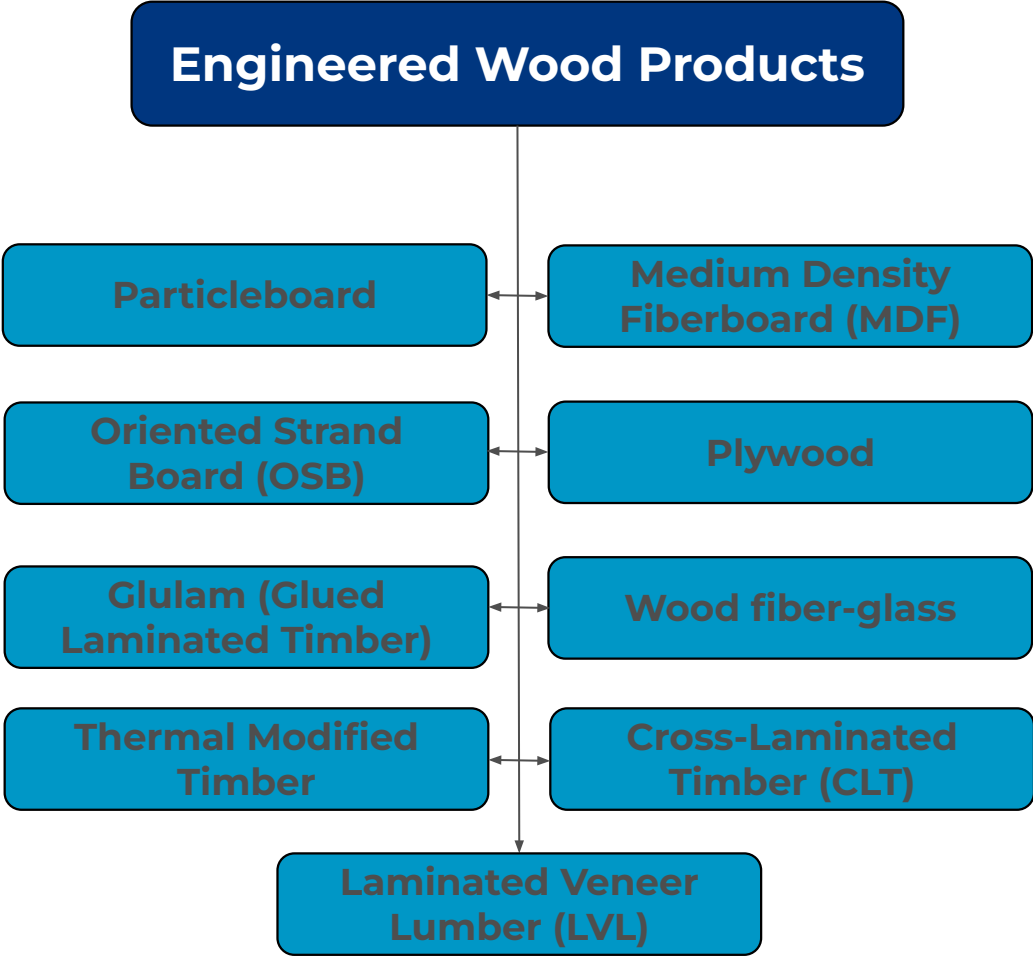 Engineered Wood Products
Particleboard
Medium Density
Fiberboard (MDF)
Oriented Strand
Board (OSB)
Plywood
Glulam (Glued
Laminated Timber)
Wood fiber-glass
Thermal Modified
Timber
Cross-Laminated
Timber (CLT)
Laminated Veneer
Lumber (LVL)